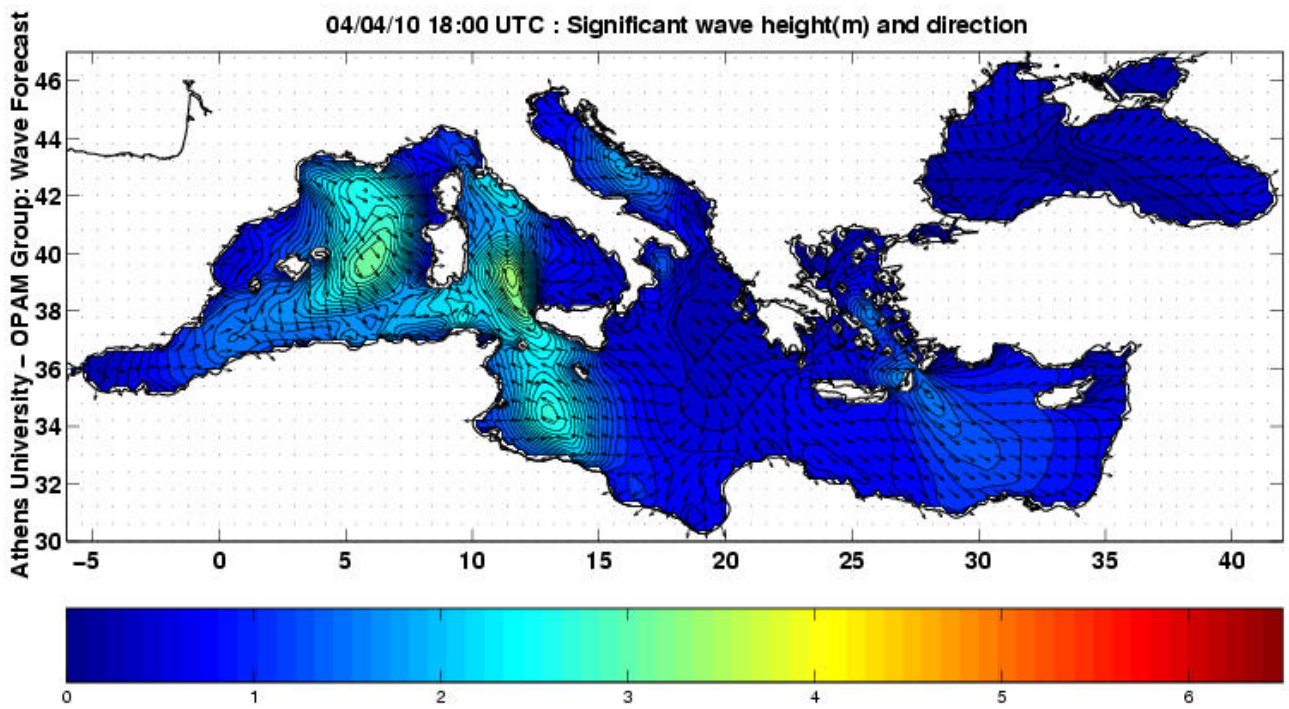 04/04/10 18:00 UTC : Significant wave height(m) and direction
Athens University – OPAM Group: Wave Forecast
46
44
42
40
38
36
34
32
30
−5 0 5 10 15 20 25 30 35 40
0 1 2 3 4 5 6